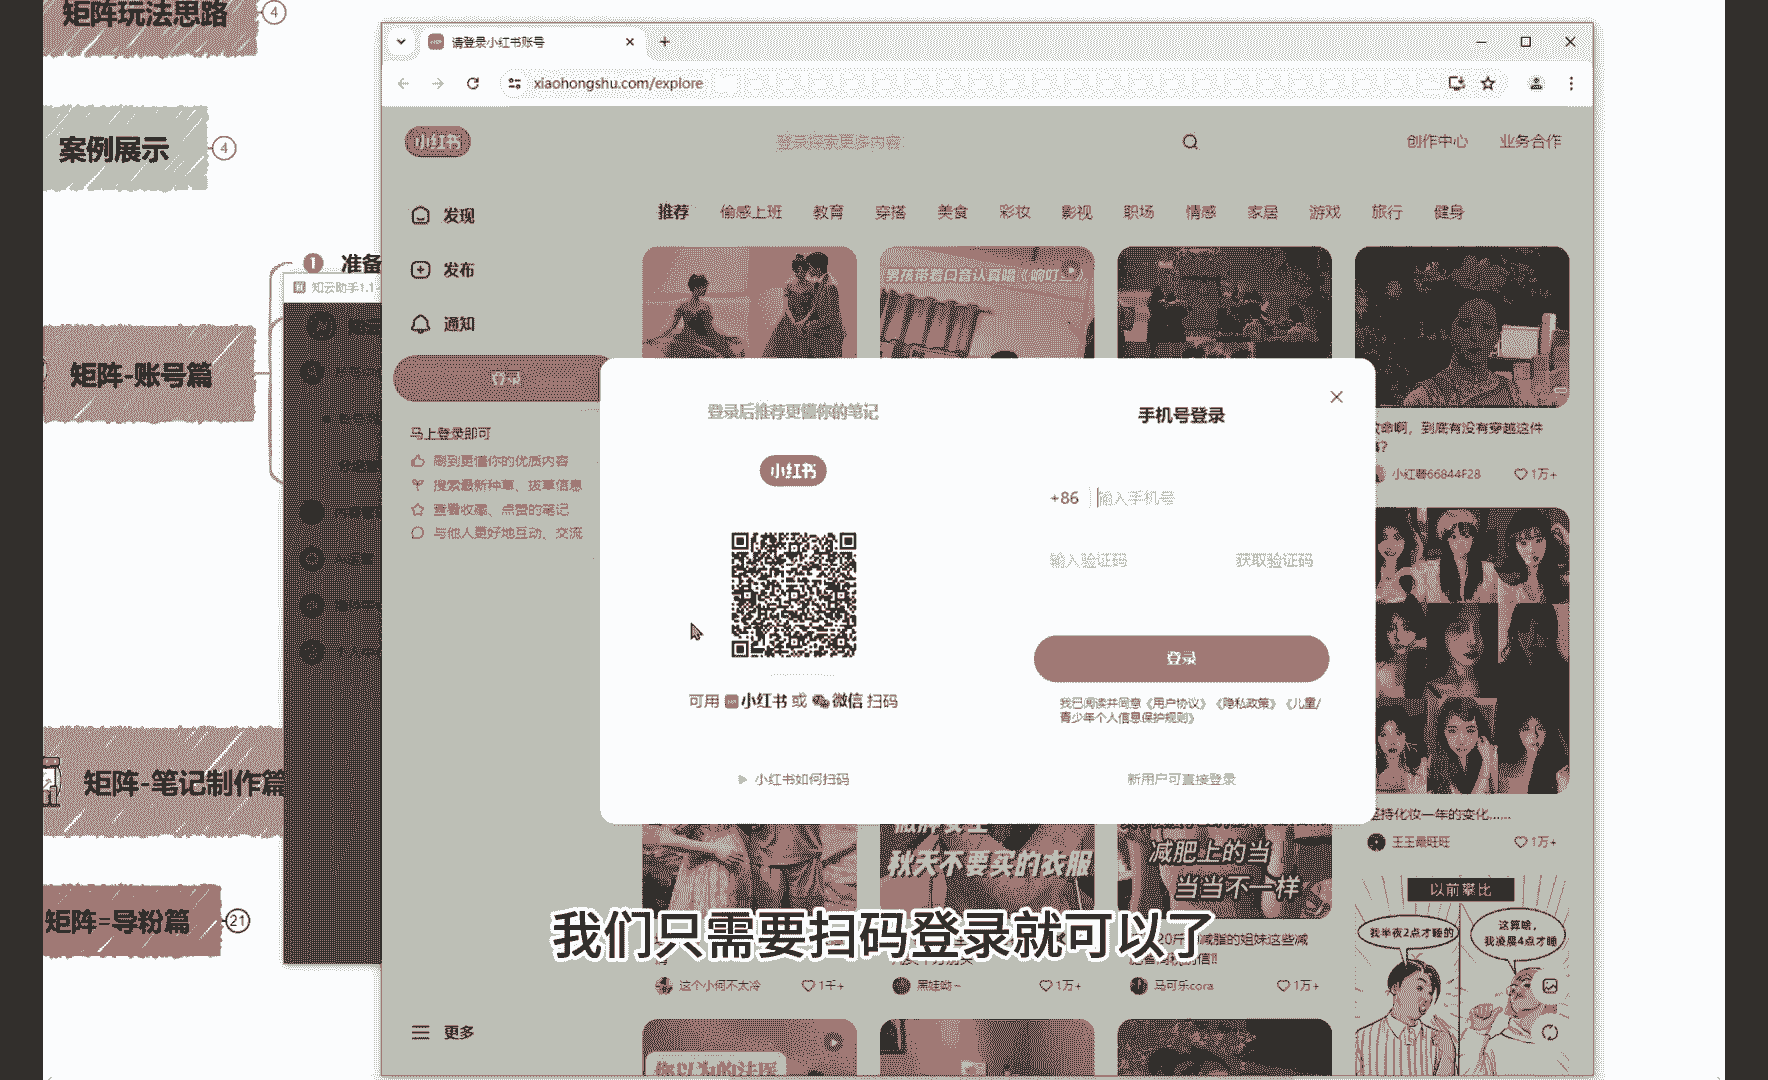 矩阵玩法思路
4
案例展示
4
1 准备
知云助手1.1
矩阵-账号篇
矩阵-笔记制作篇
矩阵=导粉篇
21
请登录小红书账号
xiaohongshu.com/explore
小红书
登录探索更多内容
创作中心
业务合作
发现
发布
通知
登录
马上登录即可
刷到更懂你的优质内容
搜索最新种草、拔草信息
查看收藏、点赞的笔记
与他人更好地互动、交流
更多
推荐 偷感上班 教育 穿搭 美食 彩妆 影视 职场 情感 家居 游戏 旅行 健身
男孩带着口音认真唱
登录后推荐更懂你的笔记
小红书
可用 小红书 或 微信 扫码
小红书如何扫码
手机号登录
+86 输入手机号
输入验证码 获取验证码
登录
我已阅读并同意《用户协议》《隐私政策》《儿童/
青少年个人信息保护规则》
新用户可直接登录
命啊，到底有没有穿越这件
小红薯66844F28
1万+
坚持化妆一年的变化......
王王最旺旺
1万+
秋天不要买的衣服
减肥上的当
当当不一样
这个小何不太冷
1千+
黑娃呦~
1万+
减脂的姐妹这些减
马可乐cora
1万+
以前攀比
我半夜2点才睡的
这算啥，
我凌晨4点才睡
你以为的法医
我们只需要扫码登录就可以了